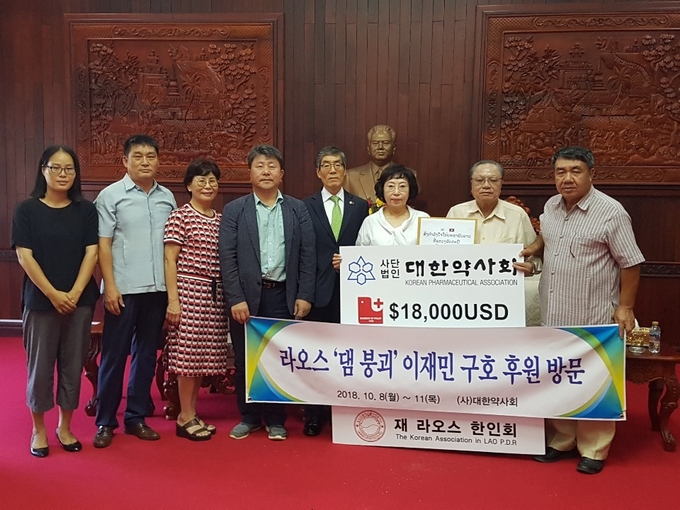 사단
법인
대한약사회
KOREAN PHARMACEUTICAL ASSOCIATION
$18,000USD
라오스 '댐 붕괴' 이재민 구호 후원 방문
2018. 10. 8(월) ~ 11(목)    (사)대한약사회
재 라오스 한인회
The Korean Association in LAO P.D.R